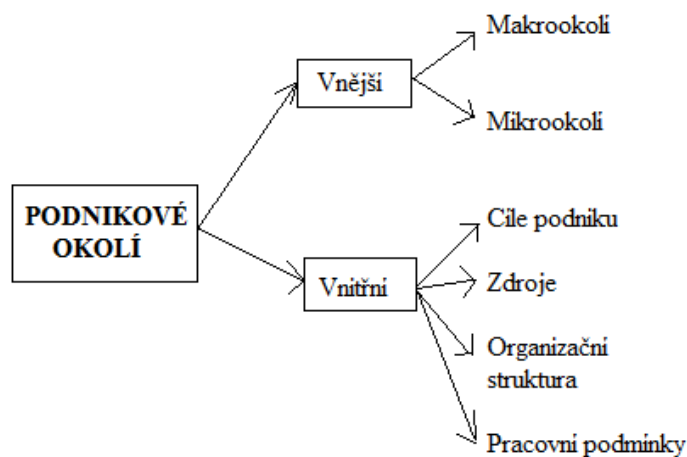 PODNIKOVÉ
OKOLÍ
Vnější
Makrookolí
Mikrookolí
Vnitřní
Cíle podniku
Zdroje
Organizační
struktura
Pracovní podmínky